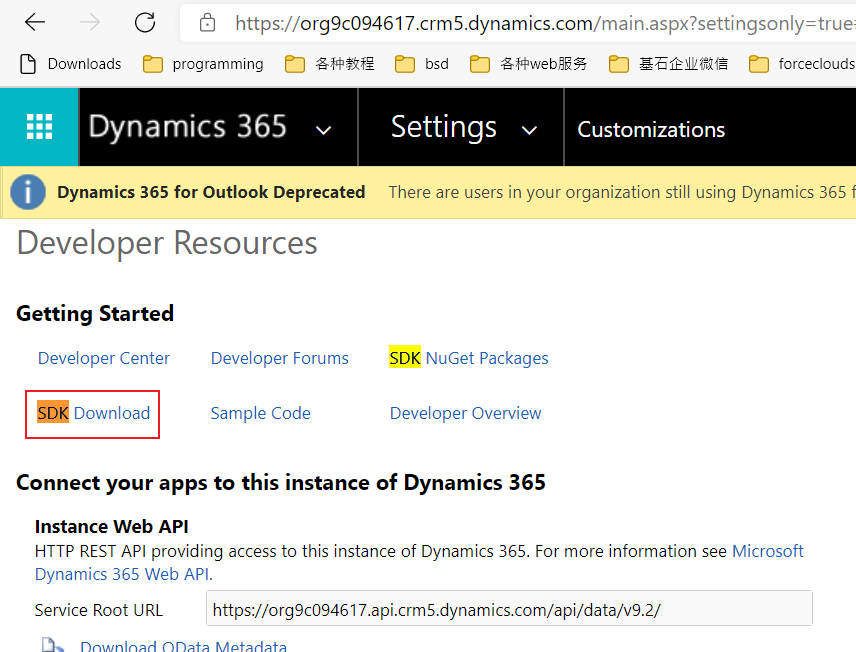 https://org9c094617.crm5.dynamics.com/main.aspx?settingsonly=true
Downloads programming 各种教程 bsd 各种web服务 基石企业微信 forceclouds
Dynamics 365 Settings Customizations
Dynamics 365 for Outlook Deprecated There are users in your organization still using Dynamics 365 f
Developer Resources
Getting Started
Developer Center Developer Forums SDK NuGet Packages
SDK Download Sample Code Developer Overview
Connect your apps to this instance of Dynamics 365
Instance Web API
HTTP REST API providing access to this instance of Dynamics 365. For more information see Microsoft
Dynamics 365 Web API.
Service Root URL https://org9c094617.api.crm5.dynamics.com/api/data/v9.2/
Download OData Metadata